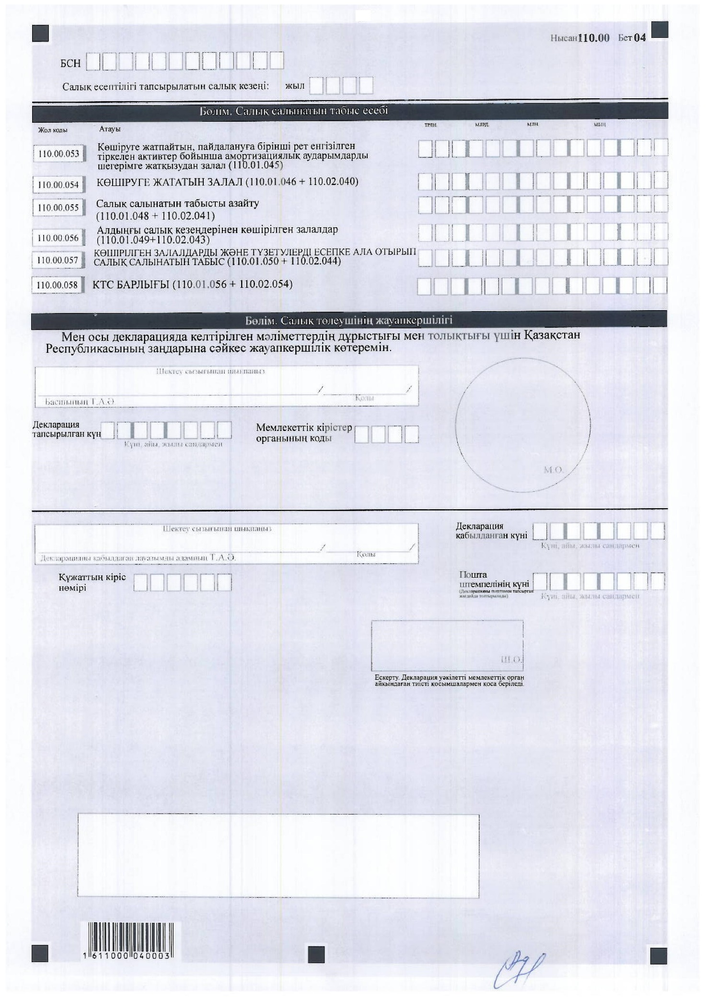 Нысан 110.00 Бет 04
БСН
Салық есептілігі тапсырылатын салық кезеңі: жыл
Бөлім. Салық салынатын табыс есебі
Жол коды Атауы ТРЛН МЛРД МЛН МЫҢ
110.00.053 Көшіруге жатпайтын, пайдалануға бірінші рет енгізілген
тіркелен активтер бойынша амортизациялық аударымдарды
шегерімге жатқызудан залал (110.01.045)
110.00.054 КӨШІРУГЕ ЖАТАТЫН ЗАЛАЛ (110.01.046 + 110.02.040)
110.00.055 Салық салынатын табысты азайту
(110.01.048 + 110.02.041)
110.00.056 Алдыңғы салық кезеңдерінен көшірілген залалдар
(110.01.049+110.02.043)
110.00.057 КӨШІРІЛГЕН ЗАЛАЛДАРДЫ ЖӘНЕ ТҮЗЕТУЛЕРДІ ЕСЕПКЕ АЛА ОТЫРЫП
САЛЫҚ САЛЫНАТЫН ТАБЫС (110.01.050 + 110.02.044)
110.00.058 КТС БАРЛЫҒЫ (110.01.056 + 110.02.054)
Бөлім. Салық төлеушінің жауапкершілігі
Мен осы декларацияда келтірілген мәліметтердің дұрыстығы мен толықтығы үшін Қазақстан
Республикасының заңдарына сәйкес жауапкершілік көтеремін.
Шектеу сызығынан шықпаңыз
/ /
Басшының Т.А.Ә. Қолы
Декларация
тапсырылған күн
Күні, айы, жылы сандармен
Мемлекеттік кірістер
органының коды
М.О.
Шектеу сызығынан шықпаңыз
/ /
Декларацияны қабылдаған лауазымды адамның Т.А.Ә. Қолы
Декларация
қабылданған күні
Күні, айы, жылы сандармен
Құжаттың кіріс
нөмірі
Пошта
штемпелінің күні
(Декларацияны поштамен тапсырған
жағдайда толтырылады)
Күні, айы, жылы сандармен
Ш.О.
Ескерту. Декларация уәкілетті мемлекеттік орган
айқындаған тиісті қосымшалармен қоса беріледі.
1 611000 040003